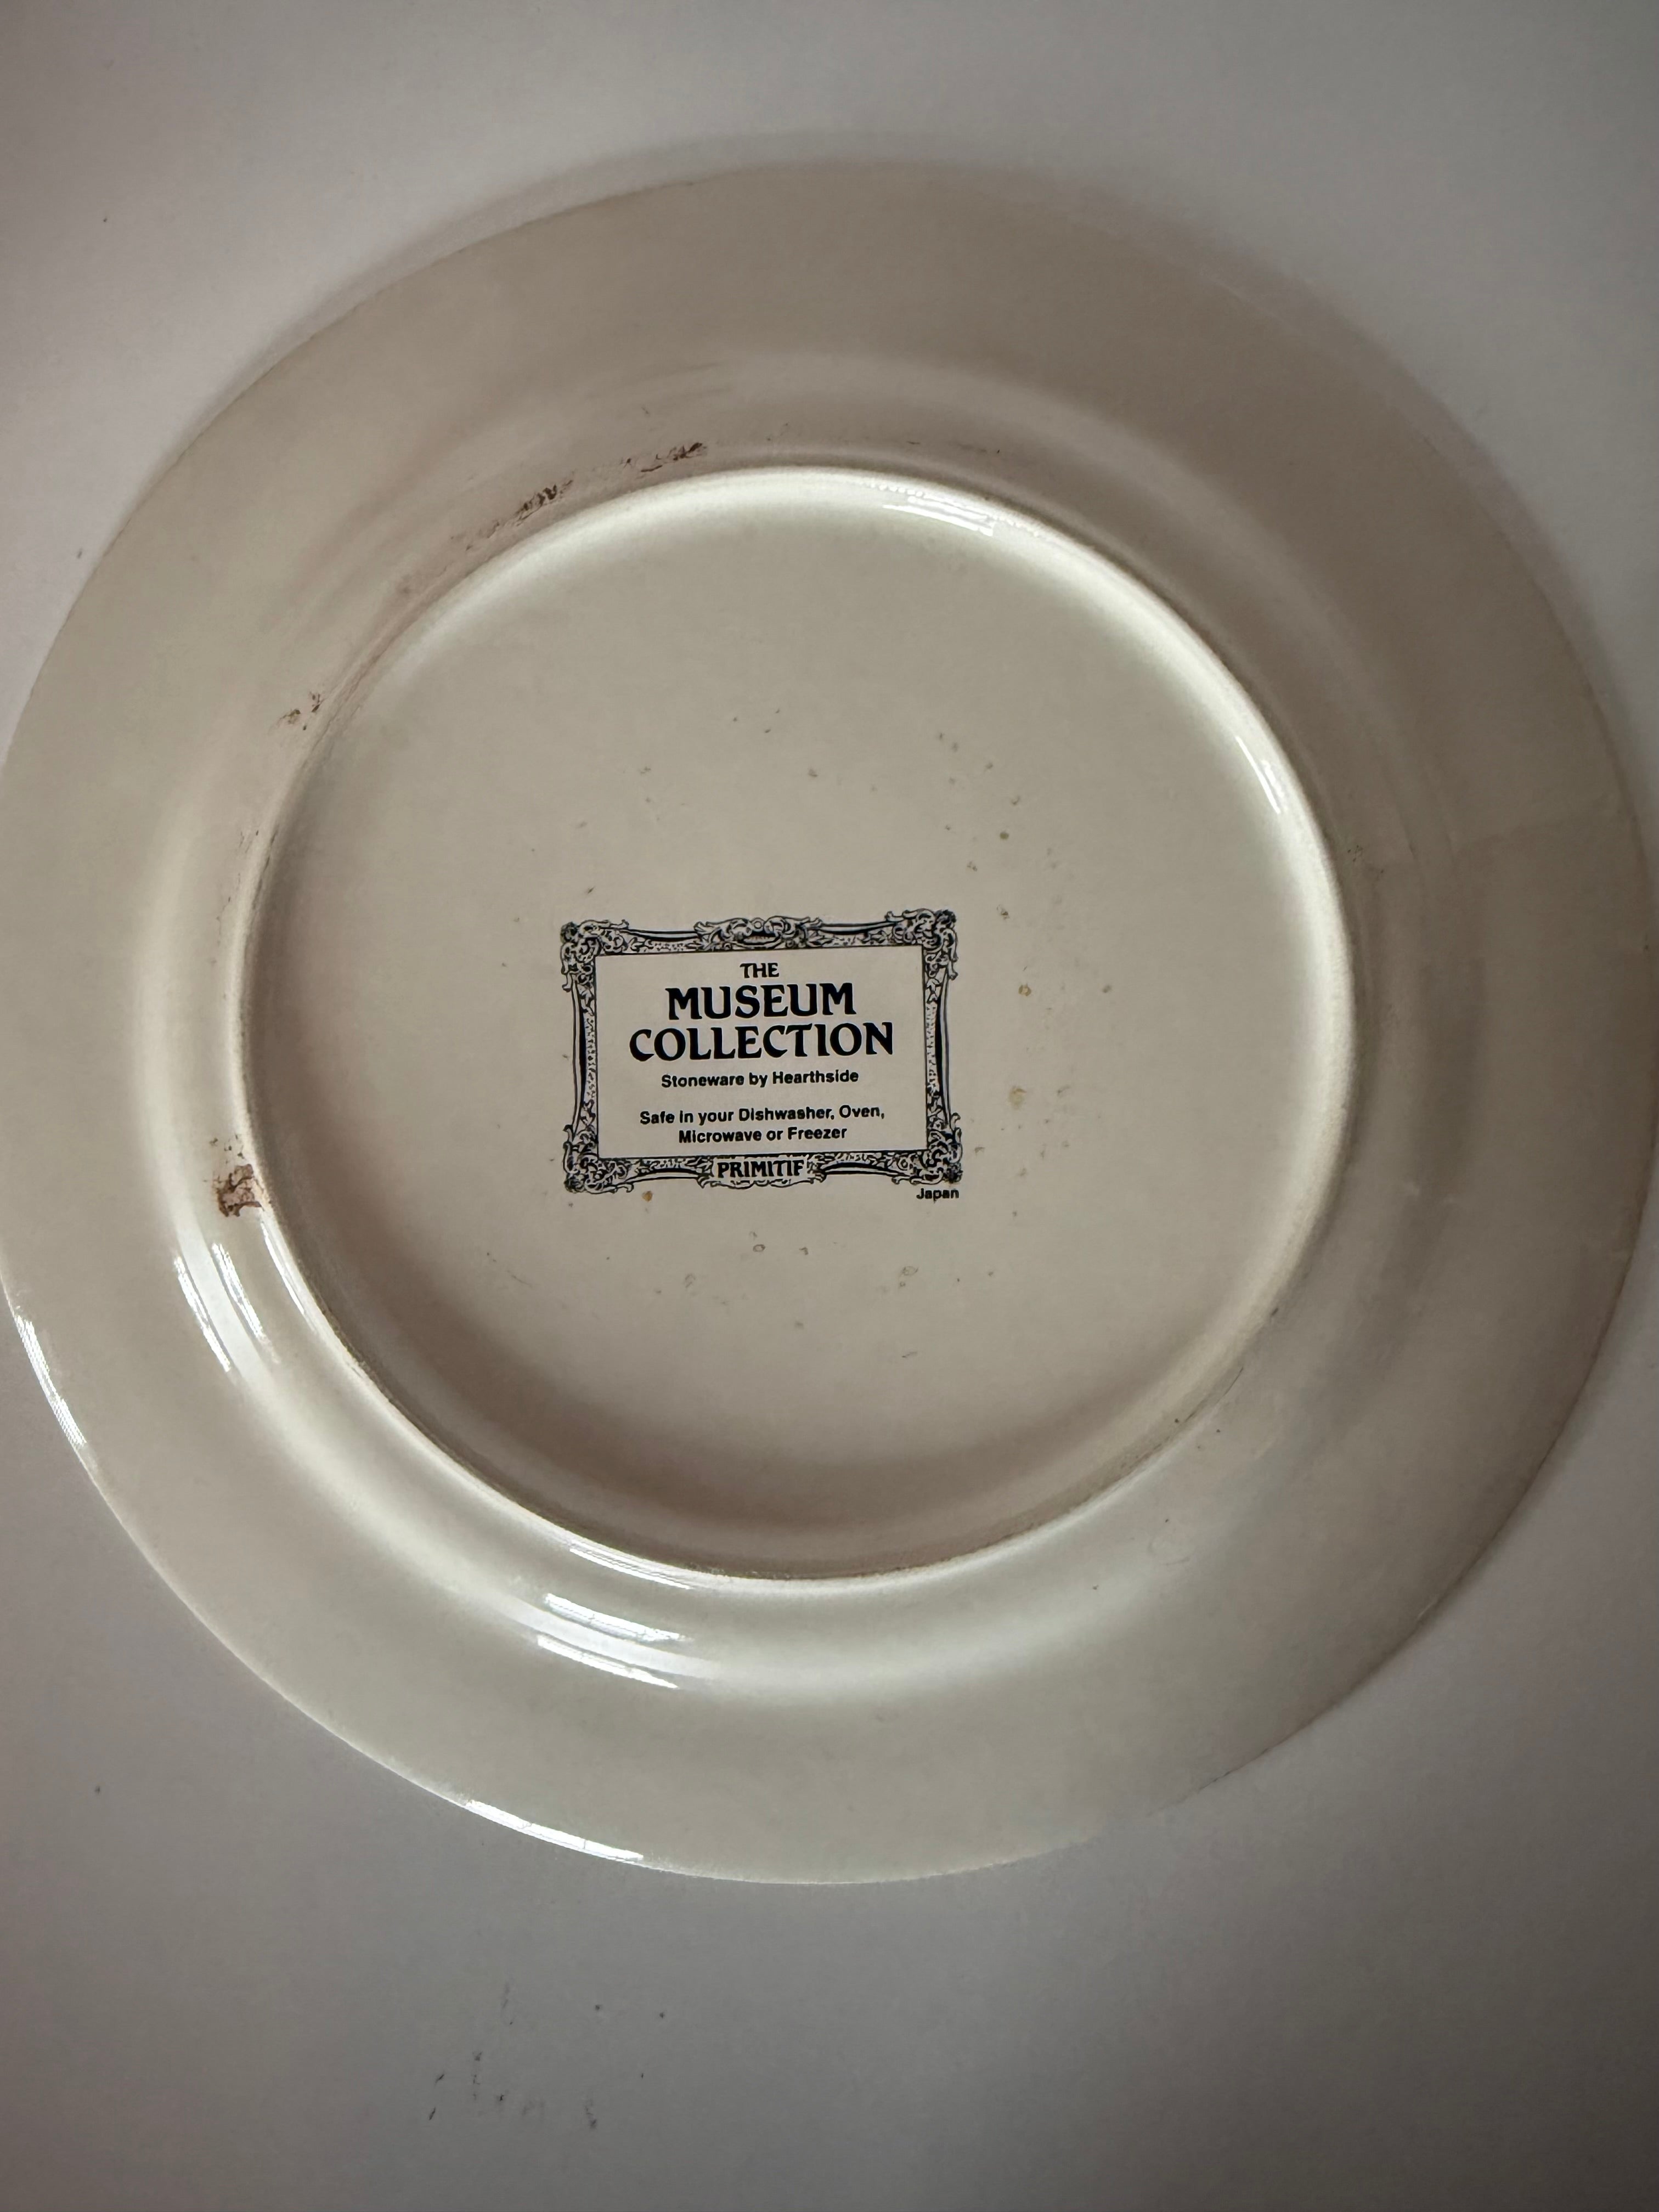 THE
MUSEUM
COLLECTION
Stoneware by Hearthside
Safe in your Dishwasher, Oven,
Microwave or Freezer
PRIMITIF
Japan